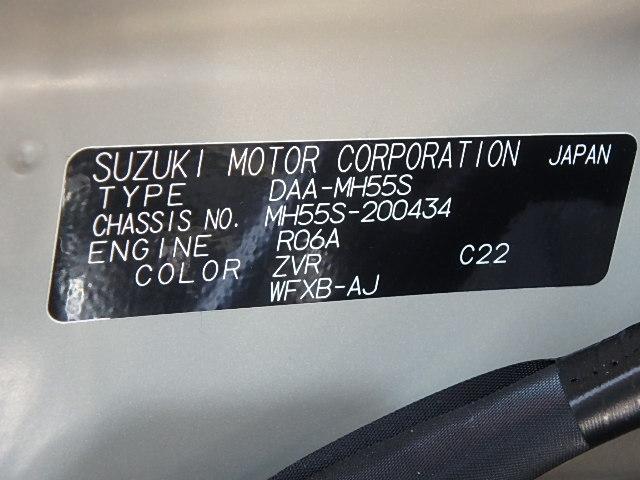 SUZUKI MOTOR CORPORATION JAPAN
TYPE DAA-MH55S
CHASSIS NO. MH55S-200434
ENGINE R06A
COLOR ZVR C22
WFXB-AJ